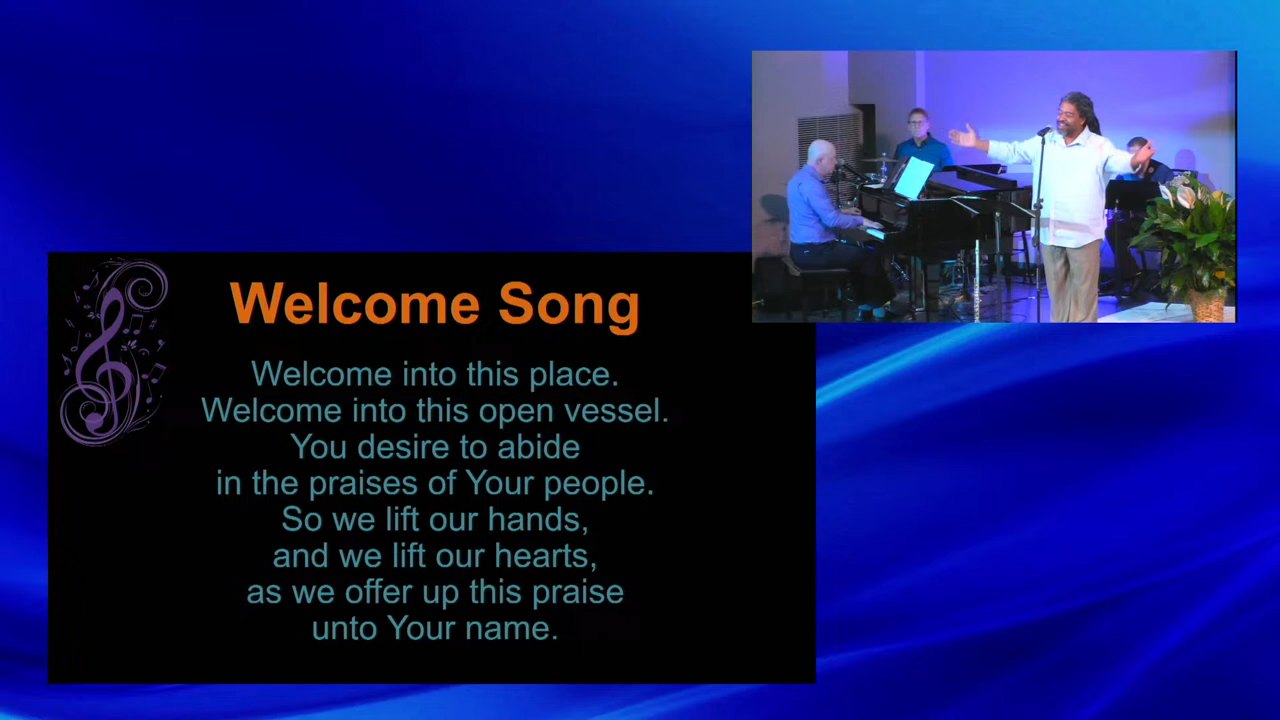 Welcome Song
Welcome into this place.
Welcome into this open vessel.
You desire to abide
in the praises of Your people.
So we lift our hands,
and we lift our hearts,
as we offer up this praise
unto Your name.